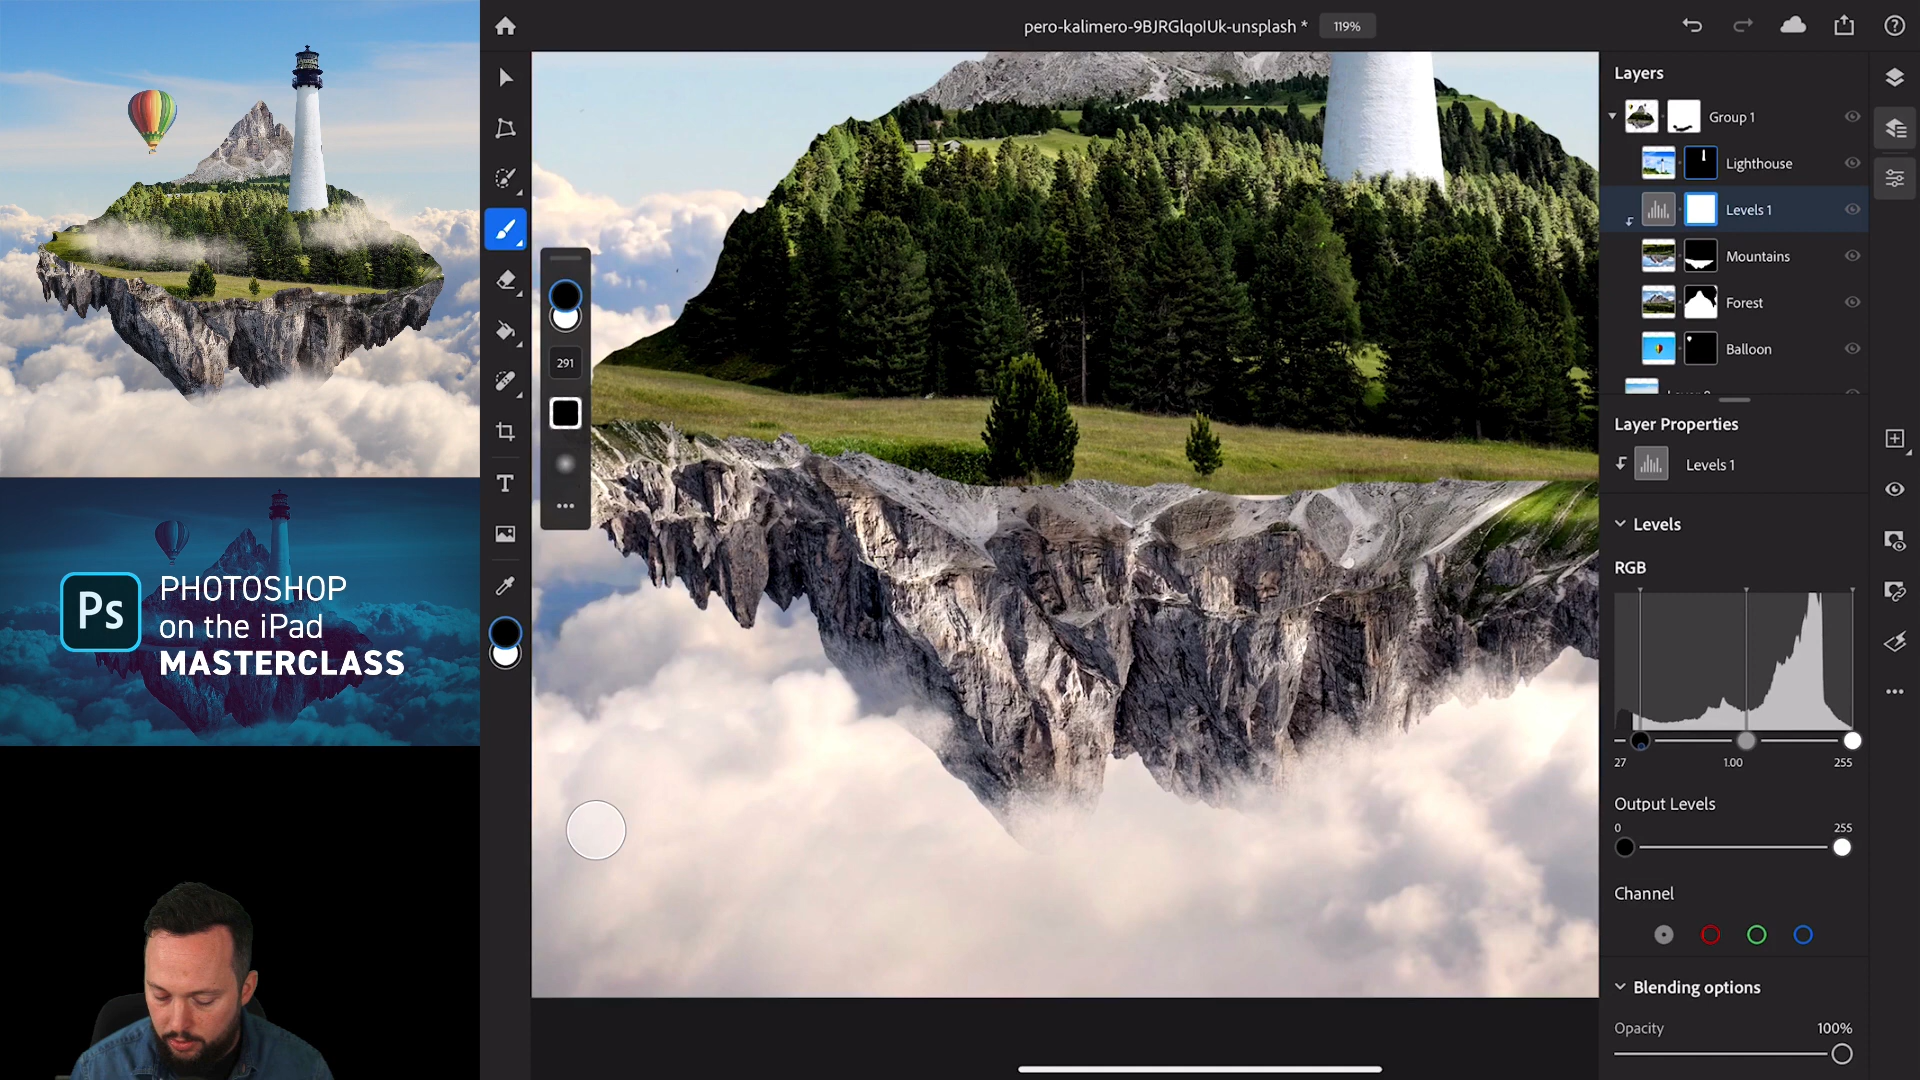 pero-kalimero-9BJRGlqoIUk-unsplash *
119%
Layers
Group 1
Lighthouse
Levels 1
Mountains
Forest
Balloon
291
T
Layer Properties
Levels 1
Levels
RGB
27
1.00
255
Output Levels
0
255
Channel
Blending options
Opacity
100%
Ps
PHOTOSHOP
on the iPad
MASTERCLASS